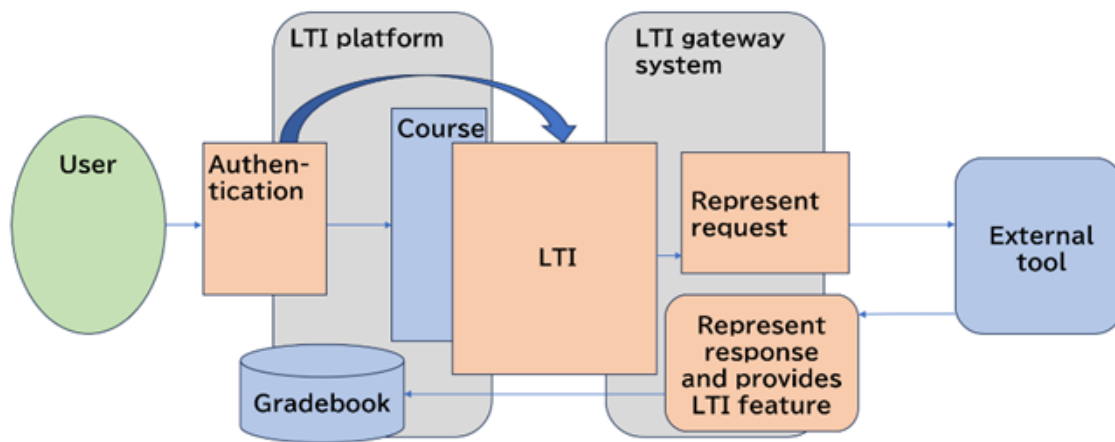 LTI platform
LTI gateway
system
User
Authen-
tication
Course
LTI
Represent
request
External
tool
Represent
response
and provides
LTI feature
Gradebook